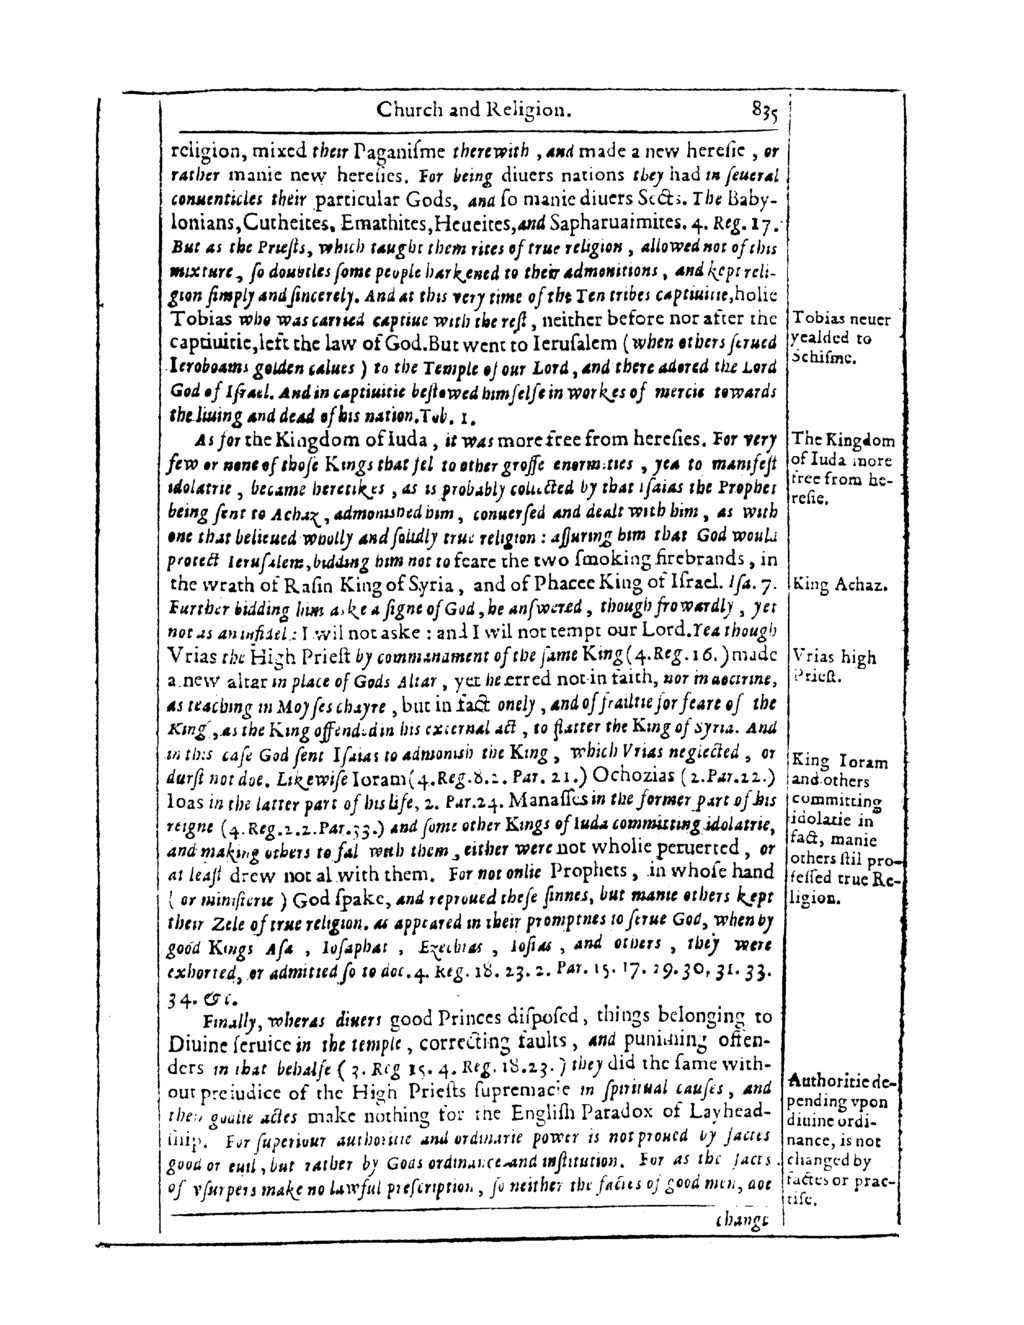 Church and Religion. 835
religion, mixed their Paganiſme therewith , and made a new hereſie , or
rather manie new hereſies. For being diuers nations they had in ſeueral
conuenticles their particular Gods, and ſo manie diuers Sects. The Baby-
lonians, Cutheites, Emathites, Heueites, and Sapharuaimites. 4. Reg. 17.
But as the Prieſts, which taught them rites of true religion , allowed not of this
mixture , ſo doubtles ſome people harkened to their admonitions , and kept reli-
gion ſimply and ſincerely. And at this very time of the Ten tribes captiuitie, holie
Tobias who was caried captiue with the reſt , neither before nor after the
captiuitie, left the law of God. But went to Ieruſalem ( when others ſerued
Ieroboams golden calues ) to the Temple of our Lord , and there adored the Lord
God of Iſrael. And in captiuitie beſtowed himſelfe in workes of mercie towards
the liuing and dead of his nation. Tob. 1.
Tobias neuer
yealded to
Schiſme.
As for the Kingdom of Iuda , it was more free from hereſies. For very
few or none of thoſe Kings that fel to other groſſe enormities , yea to manifeſt
idolatrie , became heretikes , as is probably collected by that Iſaias the Prophet
being ſent to Achaz , admonished him , conuerſed and dealt with him , as with
one that belieued wholly and ſolidly true religion : aſſuring him that God would
protect Ieruſalem, bidding him not to feare the two ſmoking firebrands , in
the wrath of Raſin King of Syria , and of Phacee King of Iſrael. Iſa. 7.
Further bidding him aske a ſigne of God, he anſwered , though frowardly , yet
not as an infidel : I wil not aske : and I wil not tempt our Lord. Yea though
Vrias the High Prieſt by commandment of the ſame King (4. Reg. 16. ) made
a new altar in place of Gods Altar , yet he erred not in faith, nor in doctrine,
as teaching in Moyſes chayre , but in fact onely , and of frailtie for feare of the
King , as the King offended in his external act , to flatter the King of Syria. And
in this caſe God ſent Iſaias to admonish the King , which Vrias neglected , or
durſt not doe. Likewiſe Ioram (4. Reg. 8. 2. Par. 21. ) Ochozias ( 2. Par. 22. )
Ioas in the latter part of his life, 2. Par. 24. Manaſſes in the former part of his
reigne (4. Reg. 2. 2. Par. 33. ) and ſome other Kings of Iuda committing idolatrie,
and making others to fal with them , either were not wholie peruerted , or
at leaſt drew not al with them. For not onlie Prophets , in whoſe hand
( or miniſterie ) God ſpake, and reproued theſe ſinnes, but manie others kept
their Zele of true religion. as appeared in their promptnes to ſerue God, when by
good Kings Aſa , Ioſaphat , Ezechias , Ioſias , and others , they were
exhorted, or admitted ſo to doe. 4. Reg. 18. 23. 2. Par. 15. 17. 29. 30, 31. 33.
34. &c.
The Kingdom
of Iuda more
free from he-
reſie.
King Achaz.
Vrias high
Prieſt.
King Ioram
and others
committing
idolatie in
fact, manie
others ſtil pro-
feſſed true Re-
ligion.
Finally, wheras diuers good Princes diſpoſed, things belonging to
Diuine ſeruice in the temple , correcting faults , and punishing offen-
ders in that behalfe ( 3. Reg 15. 4. Reg. 18. 23. ) they did the ſame with-
out preiudice of the High Prieſts ſupremacie in ſpiritual cauſes , and
their godlie actes make nothing for the Engliſh Paradox of Layhead-
ship. For ſuperiour authoritie and ordinarie power is not proued by factes
good or euil , but rather by Gods ordinance and inſtitution. For as the facts
of vſurpers make no lawful preſcription , ſo neither the factes of good men, doe
Authoritie de-
pending vpon
diuine ordi-
nance, is not
changed by
factes or prac-
tiſe.
change